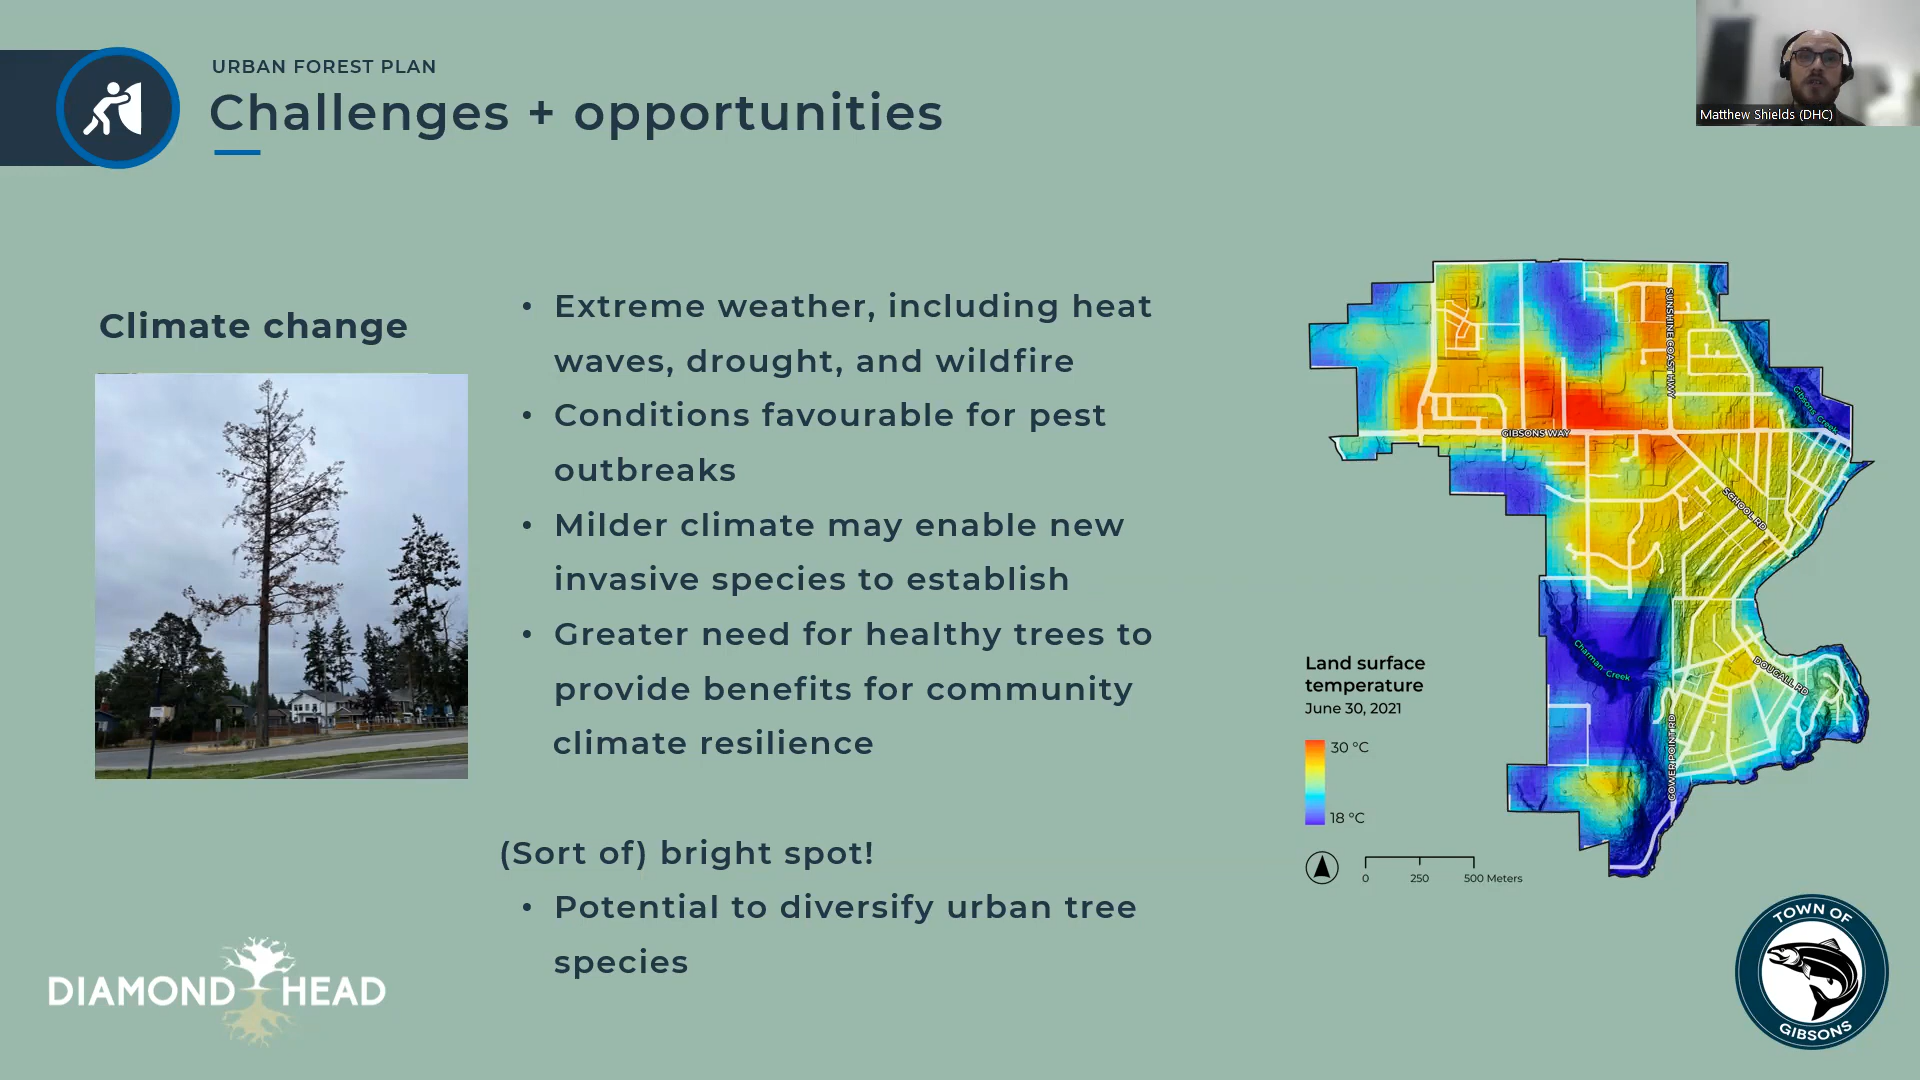 URBAN FOREST PLAN
Challenges + opportunities
Matthew Shields (DHC)
Climate change
• Extreme weather, including heat
waves, drought, and wildfire
• Conditions favourable for pest
outbreaks
• Milder climate may enable new
invasive species to establish
• Greater need for healthy trees to
provide benefits for community
climate resilience
(Sort of) bright spot!
• Potential to diversify urban tree
species
SUNSHINE COAST HWY
Gibsons Creek
GIBSONS WAY
SCHOOL RD
Charman Creek
DOUGALL RD
GOWER POINT RD
Land surface
temperature
June 30, 2021
30 °C
18 °C
0 250 500 Meters
DIAMOND HEAD
TOWN OF
GIBSONS